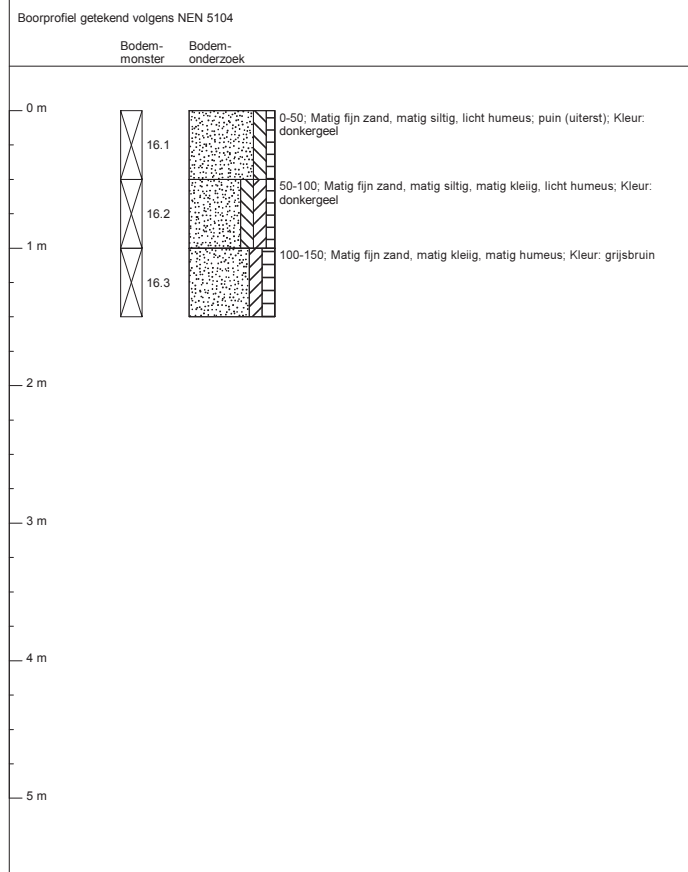 Boorprofiel getekend volgens NEN 5104
Bodem-
monster
Bodem-
onderzoek
0 m
16.1
0-50; Matig fijn zand, matig siltig, licht humeus; puin (uiterst); Kleur:
donkergeel
16.2
50-100; Matig fijn zand, matig siltig, matig kleiig, licht humeus; Kleur:
donkergeel
1 m
16.3
100-150; Matig fijn zand, matig kleiig, matig humeus; Kleur: grijsbruin
2 m
3 m
4 m
5 m